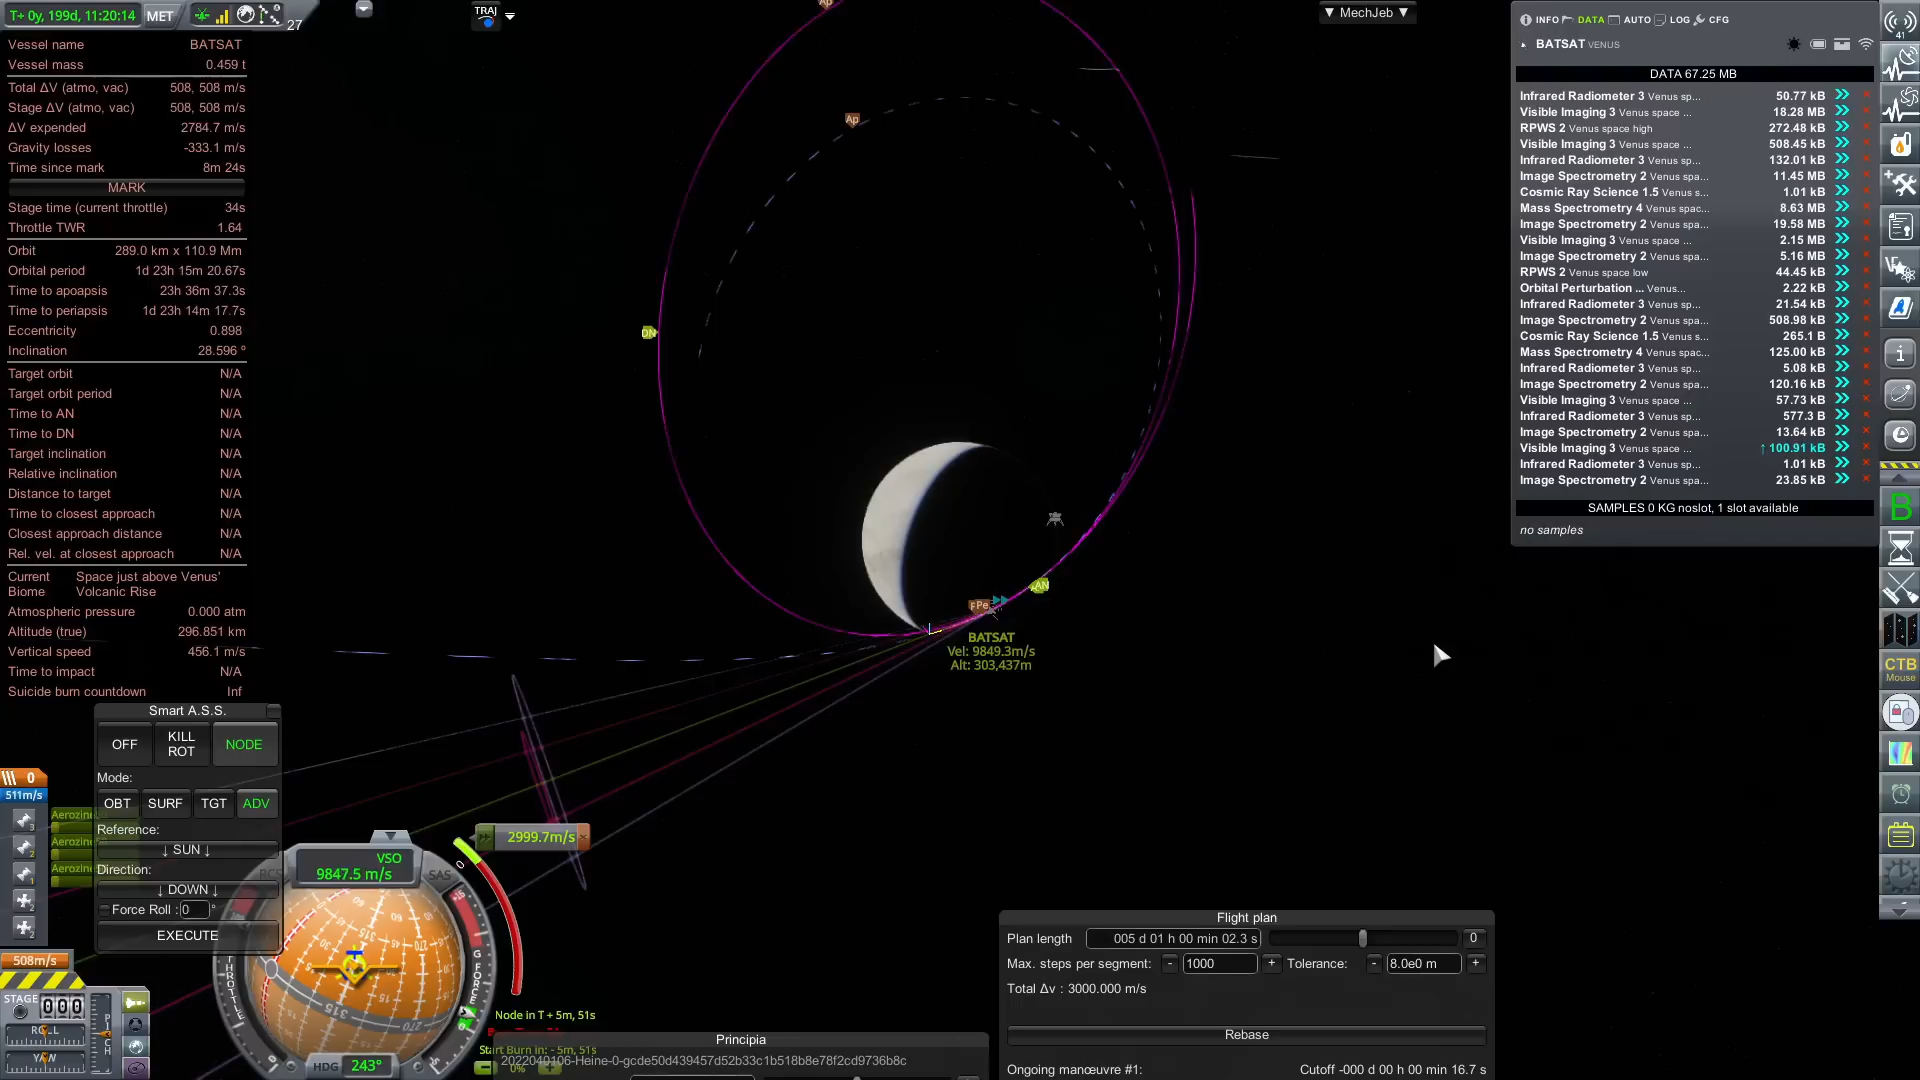 T+ 0y, 199d, 11:20:14 MET
27
TRAJ
▼ MechJeb ▼
Vessel name BATSAT
Vessel mass 0.459 t
Total ΔV (atmo, vac) 508, 508 m/s
Stage ΔV (atmo, vac) 508, 508 m/s
ΔV expended 2784.7 m/s
Gravity losses -333.1 m/s
Time since mark 8m 24s
MARK
Stage time (current throttle) 34s
Throttle TWR 1.64
Orbit 289.0 km x 110.9 Mm
Orbital period 1d 23h 15m 20.67s
Time to apoapsis 23h 36m 37.3s
Time to periapsis 1d 23h 14m 17.7s
Eccentricity 0.898
Inclination 28.596 º
Target orbit N/A
Target orbit period N/A
Time to AN N/A
Time to DN N/A
Target inclination N/A
Relative inclination N/A
Distance to target N/A
Time to closest approach N/A
Closest approach distance N/A
Rel. vel. at closest approach N/A
Current Biome Space just above Venus' Volcanic Rise
Atmospheric pressure 0.000 atm
Altitude (true) 296.851 km
Vertical speed 456.1 m/s
Time to impact N/A
Suicide burn countdown Inf
Smart A.S.S.
OFF KILL ROT NODE
Mode:
OBT SURF TGT ADV
Reference:
↓ SUN ↓
Direction:
↓ DOWN ↓
Force Roll : 0 °
EXECUTE
0
511m/s
Aerozine
Aerozine
Aerozine
508m/s
STAGE 000
ROLL
YAW
PITCH
Ap
Ap
DN
AN
Pe
BATSAT
Vel: 9849.3m/s
Alt: 303,437m
2999.7m/s
VSO
9847.5 m/s
RCS
SAS
THROTTLE
G FORCE
HDG 243°
Node in T + 5m, 51s
Start Burn in: - 5m, 51s
0%
Principia
2022040106-Heine-0-gcde50d439457d52b33c1b518b8e78f2cd9736b8c
Flight plan
Plan length 005 d 01 h 00 min 02.3 s 0
Max. steps per segment: - 1000 + Tolerance: - 8.0e0 m +
Total Δv : 3000.000 m/s
Rebase
Ongoing manœuvre #1: Cutoff -000 d 00 h 00 min 16.7 s
INFO DATA AUTO LOG CFG
BATSAT VENUS
DATA 67.25 MB
Infrared Radiometer 3 Venus sp... 50.77 kB
Visible Imaging 3 Venus space ... 18.28 MB
RPWS 2 Venus space high 272.48 kB
Visible Imaging 3 Venus space ... 508.45 kB
Infrared Radiometer 3 Venus sp... 132.01 kB
Image Spectrometry 2 Venus spa... 11.45 MB
Cosmic Ray Science 1.5 Venus s... 1.01 kB
Mass Spectrometry 4 Venus spac... 8.63 MB
Image Spectrometry 2 Venus spa... 19.58 MB
Visible Imaging 3 Venus space ... 2.15 MB
Image Spectrometry 2 Venus spa... 5.16 MB
RPWS 2 Venus space low 44.45 kB
Orbital Perturbation ... Venus... 2.22 kB
Infrared Radiometer 3 Venus sp... 21.54 kB
Image Spectrometry 2 Venus spa... 508.98 kB
Cosmic Ray Science 1.5 Venus s... 265.1 B
Mass Spectrometry 4 Venus spac... 125.00 kB
Infrared Radiometer 3 Venus sp... 5.08 kB
Image Spectrometry 2 Venus spa... 120.16 kB
Visible Imaging 3 Venus space ... 57.73 kB
Infrared Radiometer 3 Venus sp... 577.3 B
Image Spectrometry 2 Venus spa... 13.64 kB
Visible Imaging 3 Venus space ... ↑ 100.91 kB
Infrared Radiometer 3 Venus sp... 1.01 kB
Image Spectrometry 2 Venus spa... 23.85 kB
SAMPLES 0 KG noslot, 1 slot available
no samples
41
B
CTB
Mouse